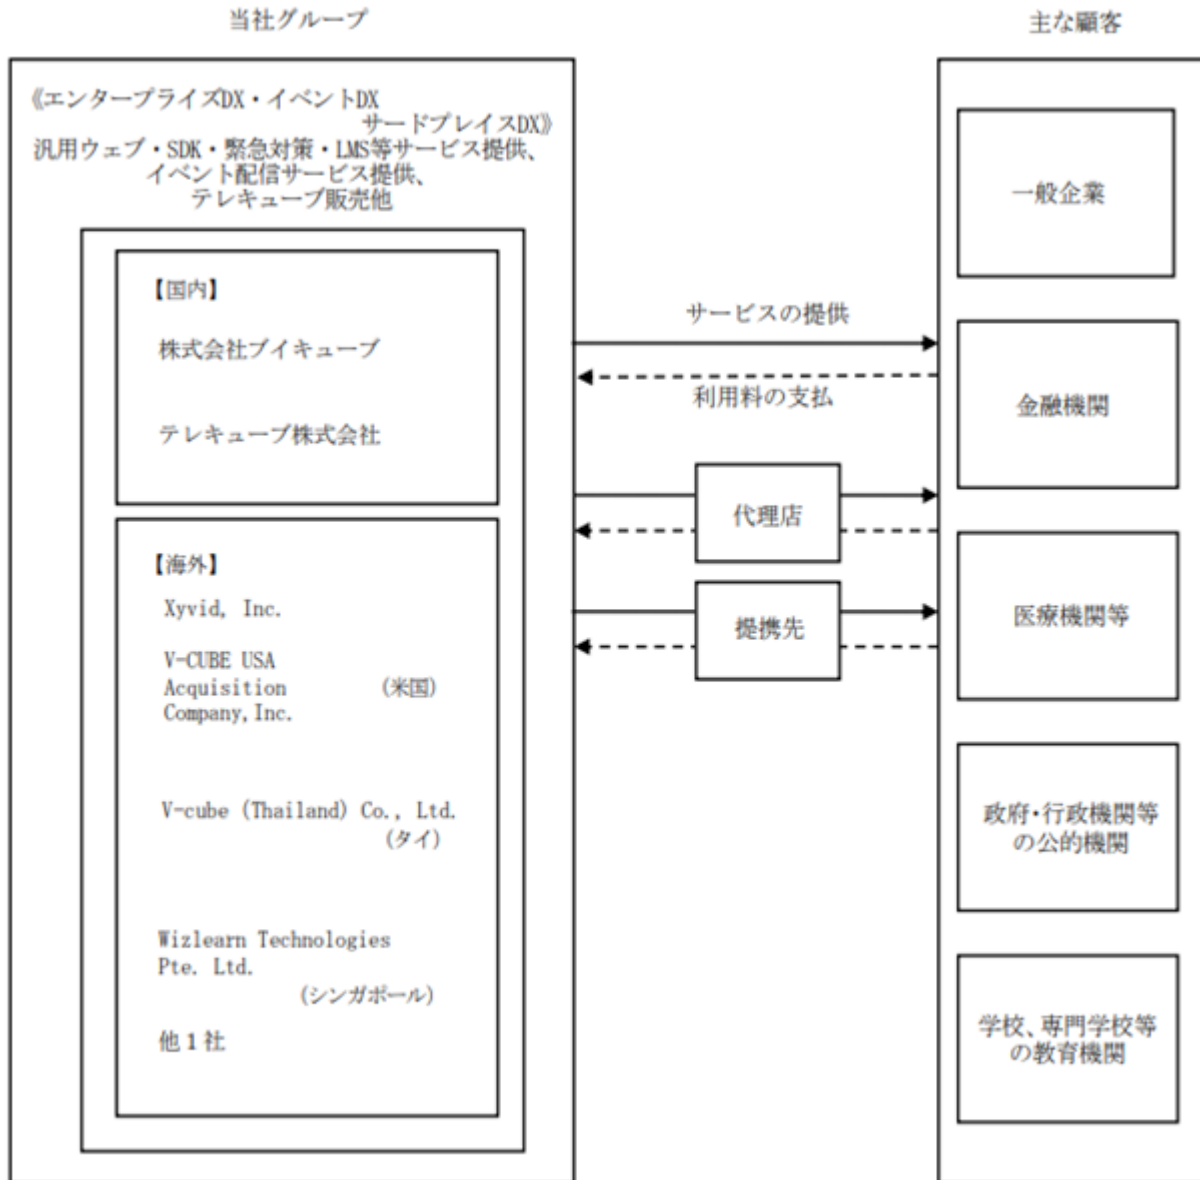 当社グループ
主な顧客
《エンタープライズDX・イベントDX
サードプレイスDX》
汎用ウェブ・SDK・緊急対策・LMS等サービス提供、
イベント配信サービス提供、
テレキューブ販売他
【国内】
株式会社ブイキューブ
テレキューブ株式会社
【海外】
Xyvid, Inc.
V-CUBE USA
Acquisition (米国)
Company,Inc.
V-cube (Thailand) Co., Ltd.
(タイ)
Wizlearn Technologies
Pte. Ltd.
(シンガポール)
他１社
サービスの提供
利用料の支払
代理店
提携先
一般企業
金融機関
医療機関等
政府・行政機関等
の公的機関
学校、専門学校等
の教育機関